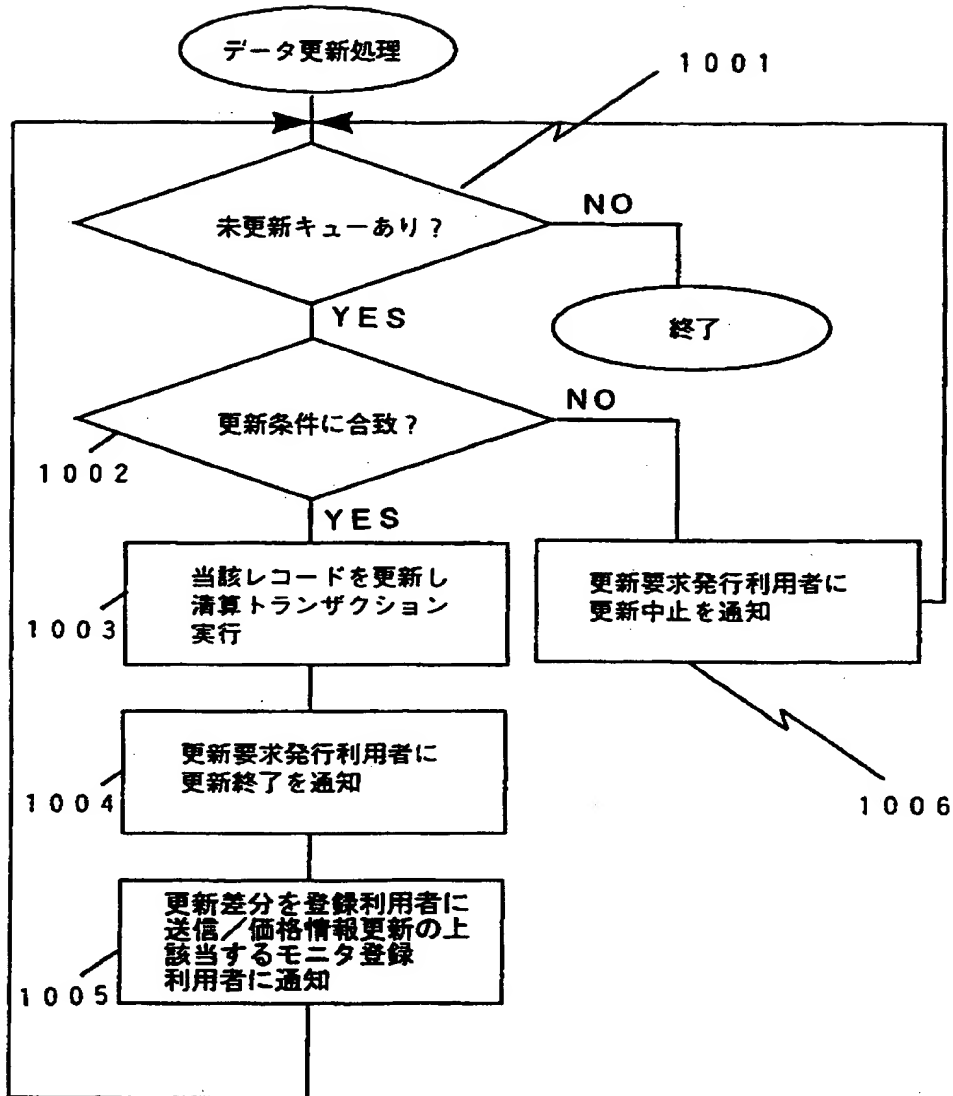 データ更新処理
1001
未更新キューあり？
NO
終了
YES
更新条件に合致？
NO
1002
YES
当該レコードを更新し
清算トランザクション
実行
1003
更新要求発行利用者に
更新中止を通知
1006
更新要求発行利用者に
更新終了を通知
1004
更新差分を登録利用者に
送信／価格情報更新の上
該当するモニタ登録
利用者に通知
1005